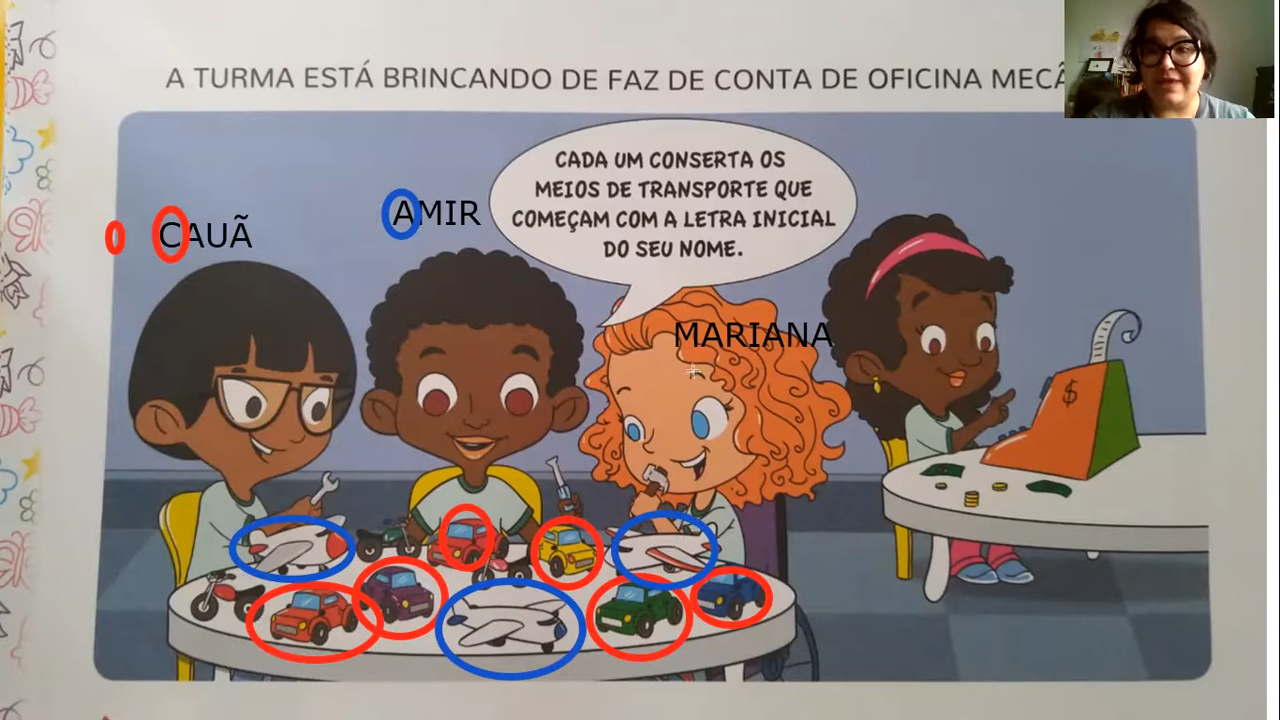 A TURMA ESTÁ BRINCANDO DE FAZ DE CONTA DE OFICINA
CADA UM CONSERTA OS
MEIOS DE TRANSPORTE QUE
COMEÇAM COM A LETRA INICIAL
DO SEU NOME.
CAUÃ
AMIR
MARIANA
$